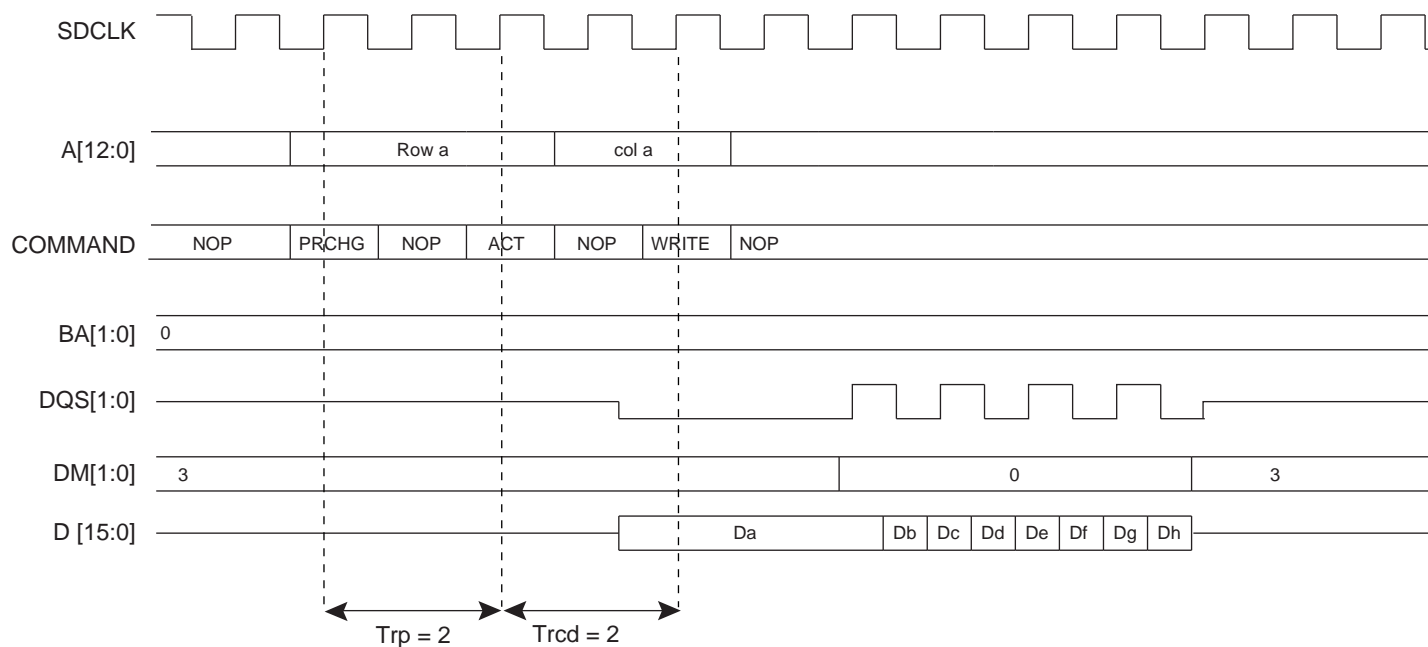 SDCLK
A[12:0] Row a col a
COMMAND NOP PRCHG NOP ACT NOP WRITE NOP
BA[1:0] 0
DQS[1:0]
DM[1:0] 3 0 3
D [15:0] Da Db Dc Dd De Df Dg Dh
Trp = 2 Trcd = 2